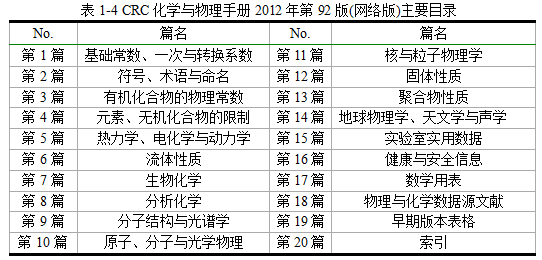 表 1-4 CRC 化学与物理手册 2012 年第 92 版(网络版)主要目录
No. 篇名 No. 篇名
第 1 篇 基础常数、一次与转换系数 第 11 篇 核与粒子物理学
第 2 篇 符号、术语与命名 第 12 篇 固体性质
第 3 篇 有机化合物的物理常数 第 13 篇 聚合物性质
第 4 篇 元素、无机化合物的限制 第 14 篇 地球物理学、天文学与声学
第 5 篇 热力学、电化学与动力学 第 15 篇 实验室实用数据
第 6 篇 流体性质 第 16 篇 健康与安全信息
第 7 篇 生物化学 第 17 篇 数学用表
第 8 篇 分析化学 第 18 篇 物理与化学数据源文献
第 9 篇 分子结构与光谱学 第 19 篇 早期版本表格
第 10 篇 原子、分子与光学物理 第 20 篇 索引